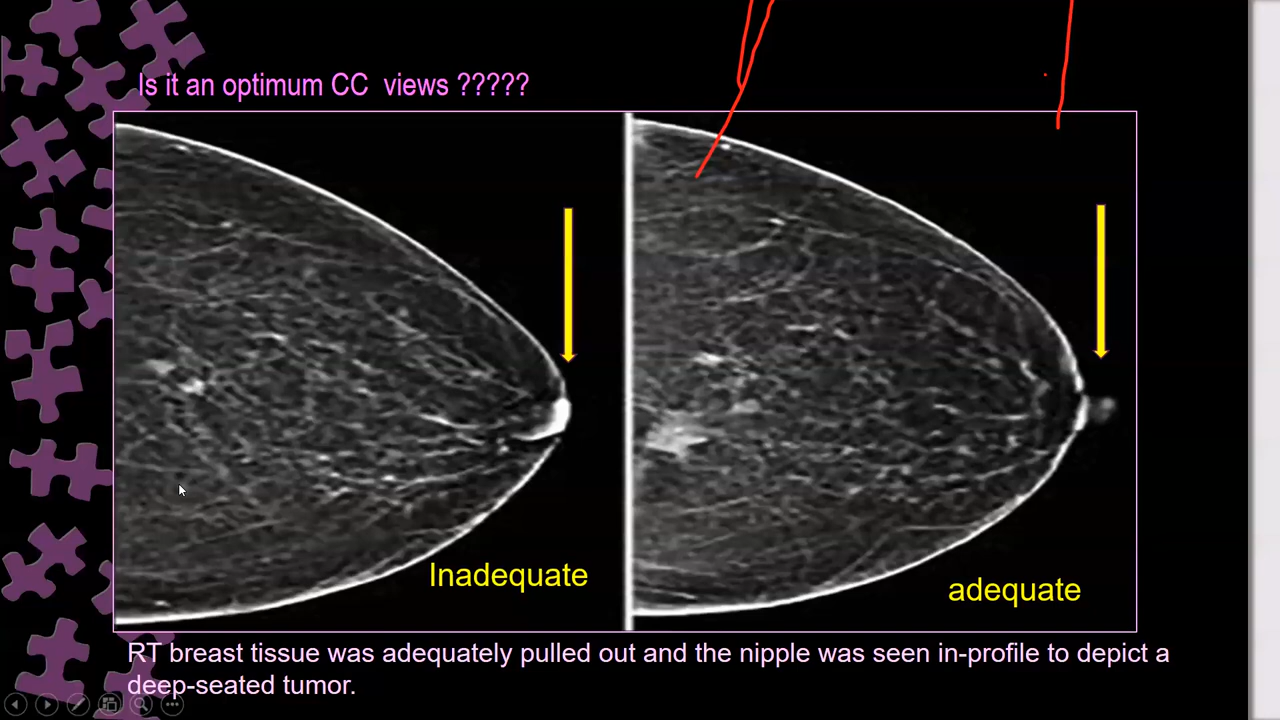 Is it an optimum CC views ?????
Inadequate
adequate
RT breast tissue was adequately pulled out and the nipple was seen in-profile to depict a
deep-seated tumor.